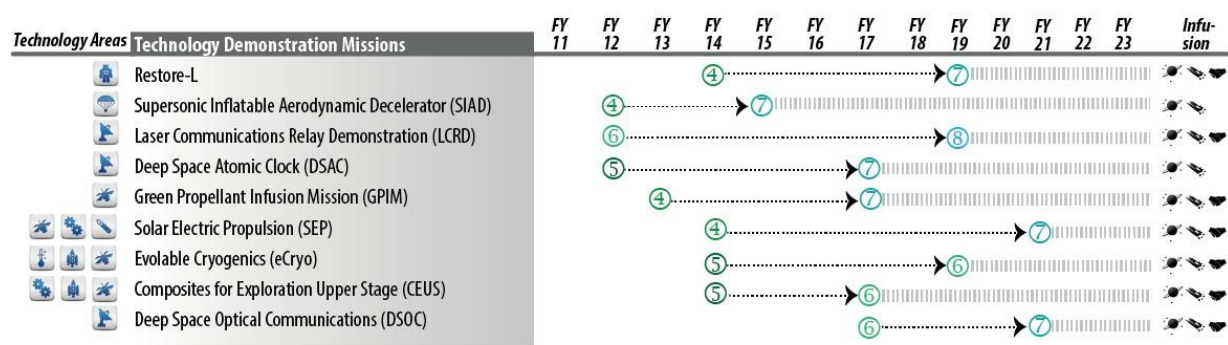 Technology Areas Technology Demonstration Missions FY 11 FY 12 FY 13 FY 14 FY 15 FY 16 FY 17 FY 18 FY 19 FY 20 FY 21 FY 22 FY 23 Infu-sion
Restore-L 4 7
Supersonic Inflatable Aerodynamic Decelerator (SIAD) 4 7
Laser Communications Relay Demonstration (LCRD) 6 8
Deep Space Atomic Clock (DSAC) 5 7
Green Propellant Infusion Mission (GPIM) 4 7
Solar Electric Propulsion (SEP) 4 7
Evolable Cryogenics (eCryo) 5 6
Composites for Exploration Upper Stage (CEUS) 5 6
Deep Space Optical Communications (DSOC) 6 7